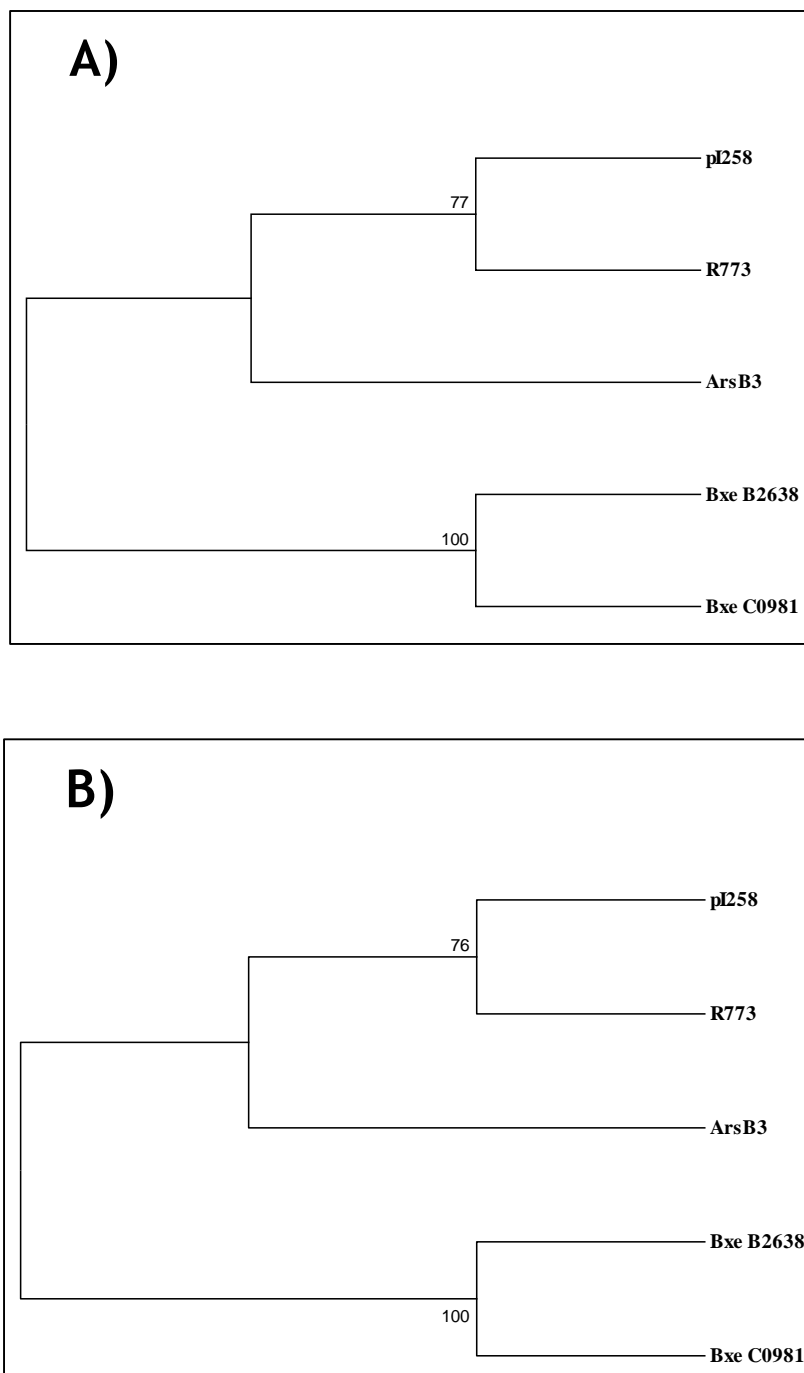 A)
pI258
77
R773
ArsB3
Bxe B2638
100
Bxe C0981
B)
pI258
76
R773
ArsB3
Bxe B2638
100
Bxe C0981